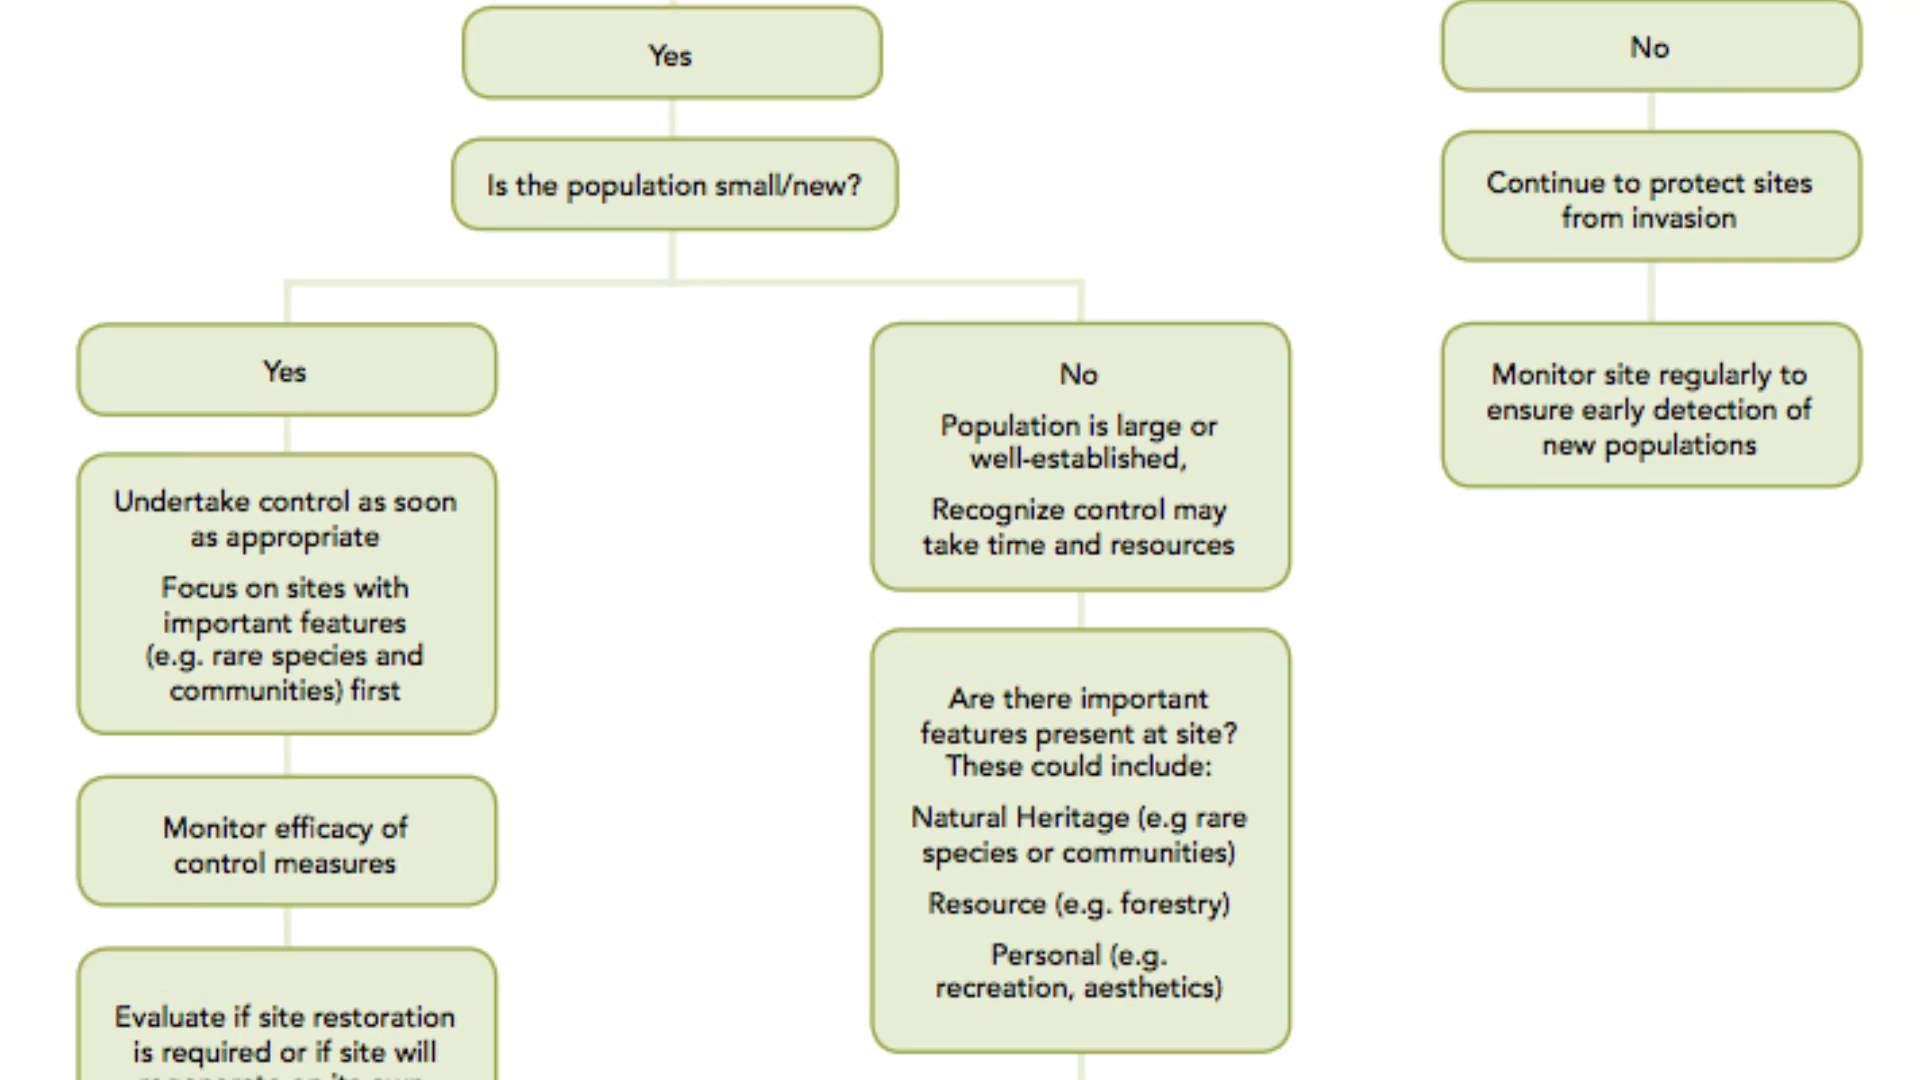 Yes
No
Is the population small/new?
Continue to protect sites
from invasion
Yes
No
Population is large or
well-established,
Recognize control may
take time and resources
Monitor site regularly to
ensure early detection of
new populations
Undertake control as soon
as appropriate
Focus on sites with
important features
(e.g. rare species and
communities) first
Are there important
features present at site?
These could include:
Natural Heritage (e.g rare
species or communities)
Resource (e.g. forestry)
Personal (e.g.
recreation, aesthetics)
Monitor efficacy of
control measures
Evaluate if site restoration
is required or if site will